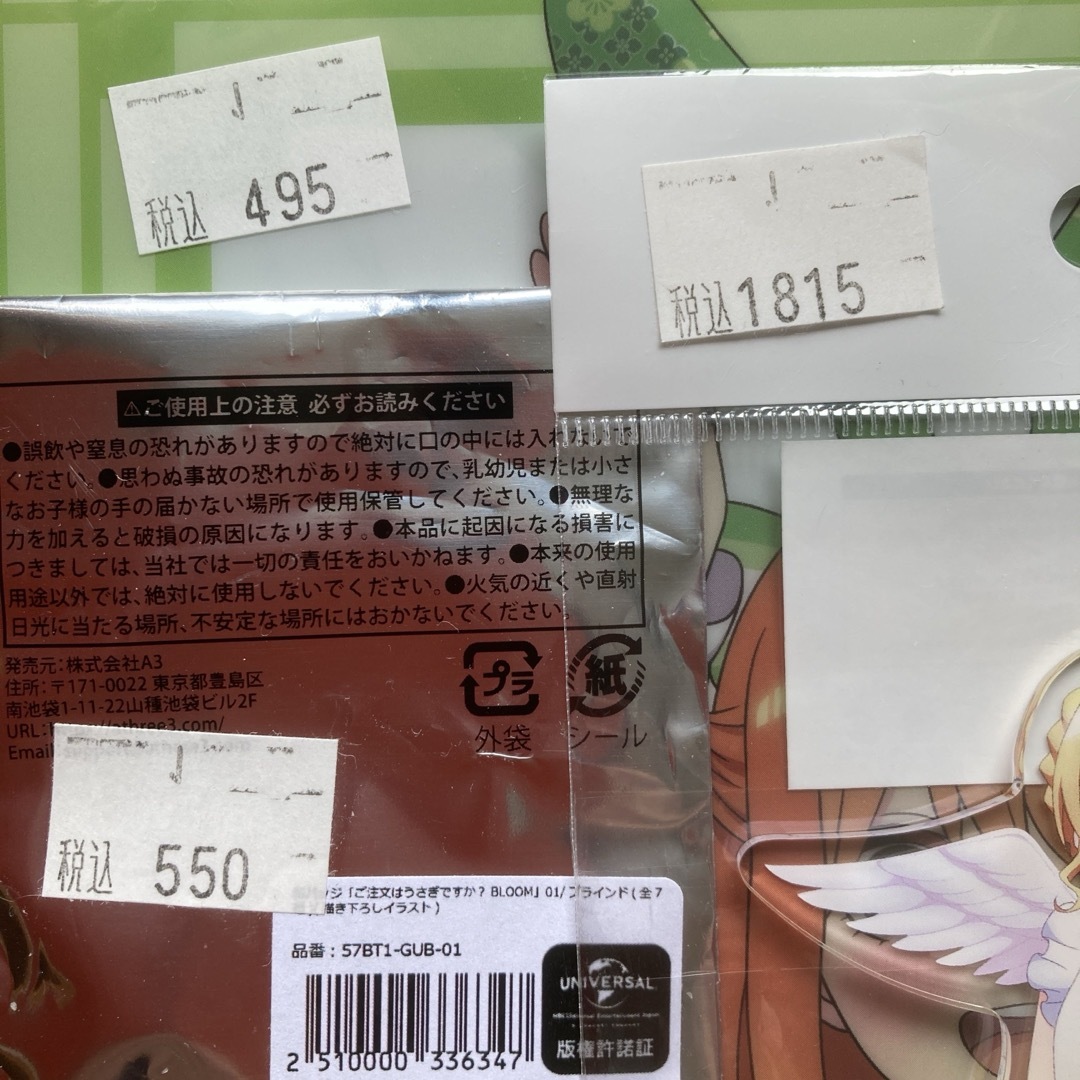 税込 495
税込1815
⚠ご使用上の注意 必ずお読みください
●誤飲や窒息の恐れがありますので絶対に口の中には入れないで
ください。●思わぬ事故の恐れがありますので、乳幼児または小さ
なお子様の手の届かない場所で使用保管してください。●無理な
力を加えると破損の原因になります。●本品に起因になる損害に
つきましては、当社では一切の責任をおいかねます。●本来の使用
用途以外では、絶対に使用しないでください。●火気の近くや直射
日光に当たる場所、不安定な場所にはおかないでください。
発売元：株式会社A3
住所：〒171-0022 東京都豊島区
南池袋1-11-22山種池袋ビル2F
URL:
athree3.com/
Email:
プラ
外袋
紙
シール
税込 550
ッジ「ご注文はうさぎですか？ BLOOM」01/ブラインド(全7
描き下ろしイラスト)
品番：57BT1-GUB-01
2 510000 336347
UNIVERSAL
版権許諾証